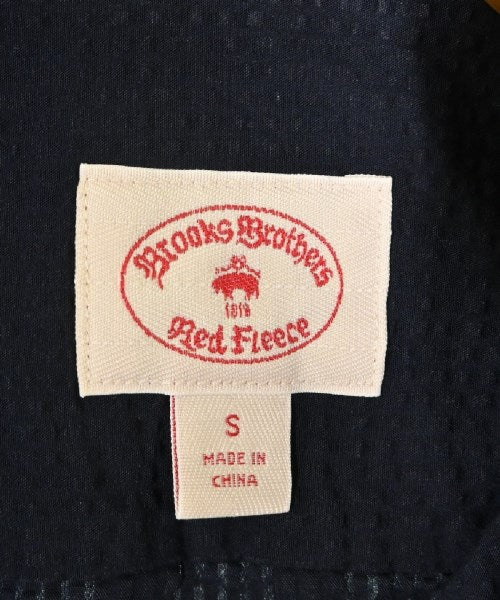 Brooks Brothers
1818
Red Fleece
S
MADE IN
CHINA